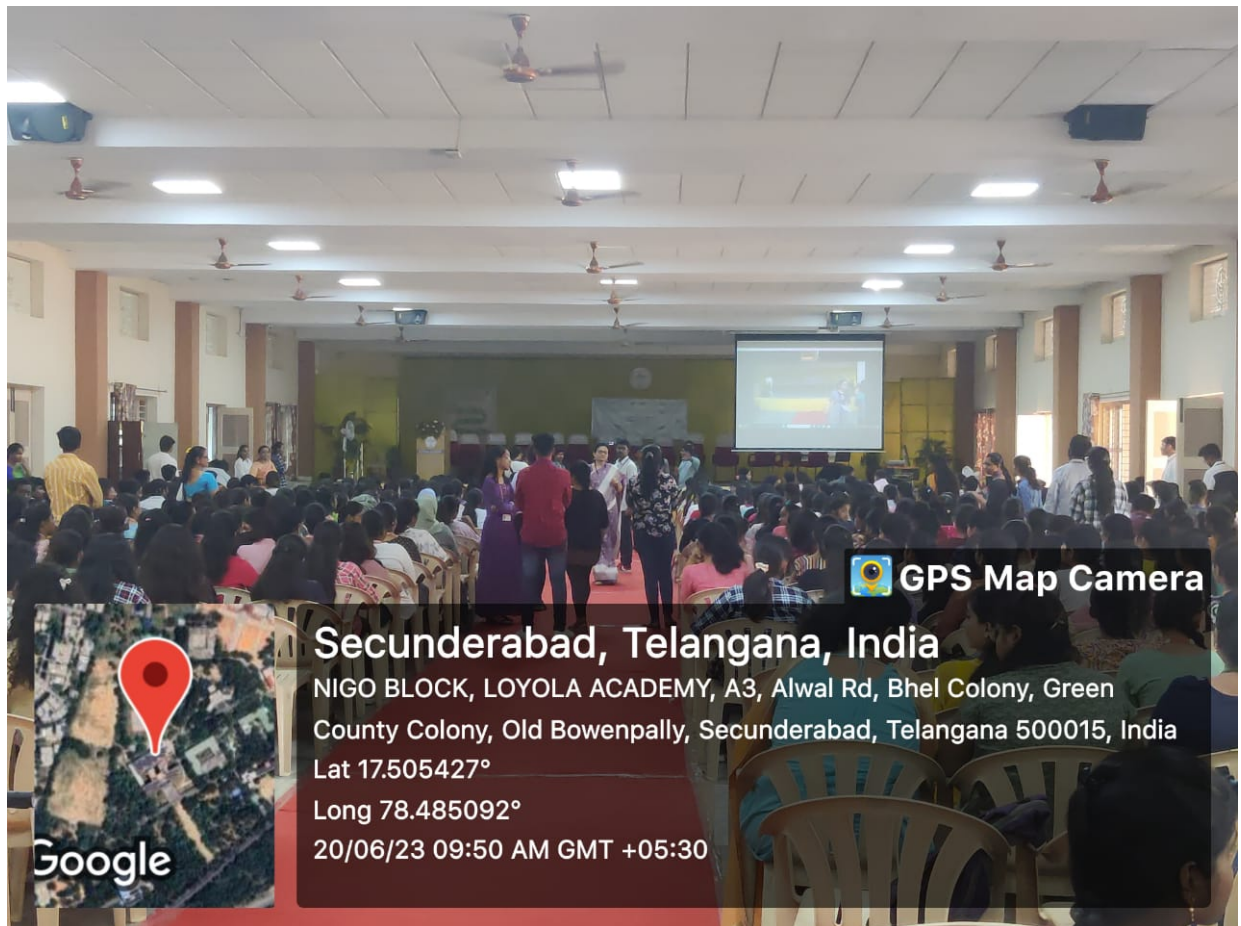 GPS Map Camera
Secunderabad, Telangana, India
NIGO BLOCK, LOYOLA ACADEMY, A3, Alwal Rd, Bhel Colony, Green
County Colony, Old Bowenpally, Secunderabad, Telangana 500015, India
Lat 17.505427°
Long 78.485092°
20/06/23 09:50 AM GMT +05:30
Google